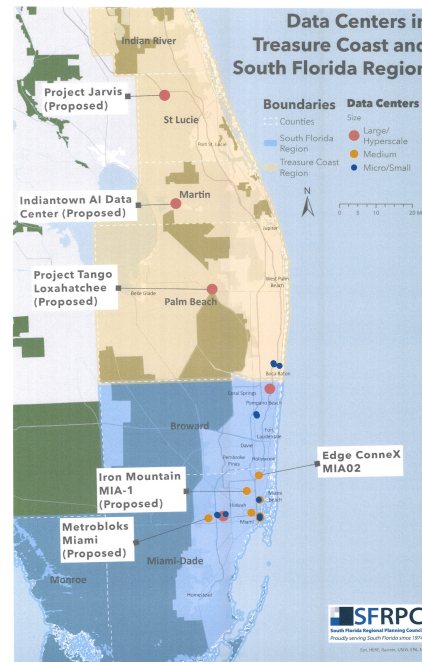 Data Centers in
Treasure Coast and
South Florida Region
Boundaries
Counties
South Florida
Region
Treasure Coast
Region
Data Centers
Size
Large/
Hyperscale
Medium
Micro/Small
N
0 5 10 20 M
Indian River
Project Jarvis
(Proposed)
St Lucie
Port St. Lucie
Martin
Indiantown AI Data
Center (Proposed)
Jupiter
Project Tango
Loxahatchee
(Proposed)
West Palm
Beach
Belle Glade
Palm Beach
Boca Raton
Coral Springs
Pompano Beach
Broward
Fort
Lauderdale
Davie
Pembroke
Pines
Hollywood
Edge ConneX
MIA02
Iron Mountain
MIA-1
(Proposed)
Miami
Beach
Hialeah
Miami
Metrobloks
Miami
(Proposed)
Miami-Dade
Monroe
Homestead
SFRPC
South Florida Regional Planning Council
Proudly serving South Florida since 1974
Esri, HERE, Garmin, USGS, EPA,